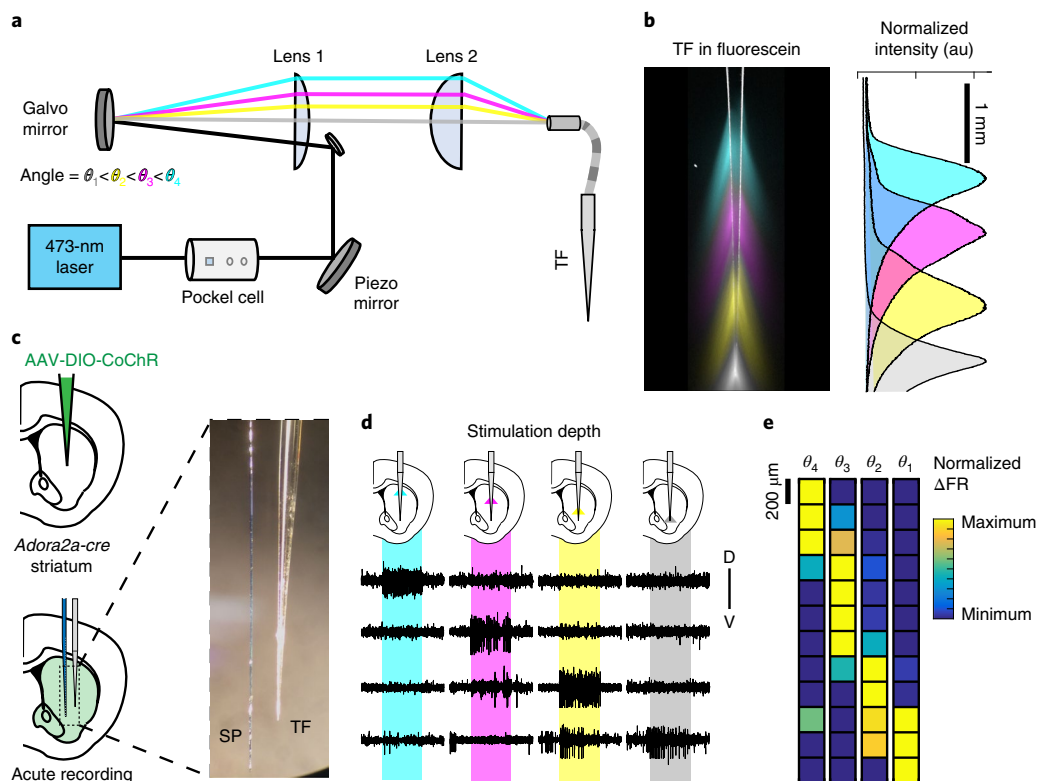 a
Lens 1
Lens 2
Galvo
mirror
Angle = θ1<θ2<θ3<θ4
473-nm
laser
Pockel cell
Piezo
mirror
TF
b
TF in fluorescein
Normalized
intensity (au)
1 mm
c
AAV-DIO-CoChR
Adora2a-cre
striatum
Acute recording
SP
TF
d
Stimulation depth
D
V
e
θ4 θ3 θ2 θ1
200 µm
Normalized
ΔFR
Maximum
Minimum